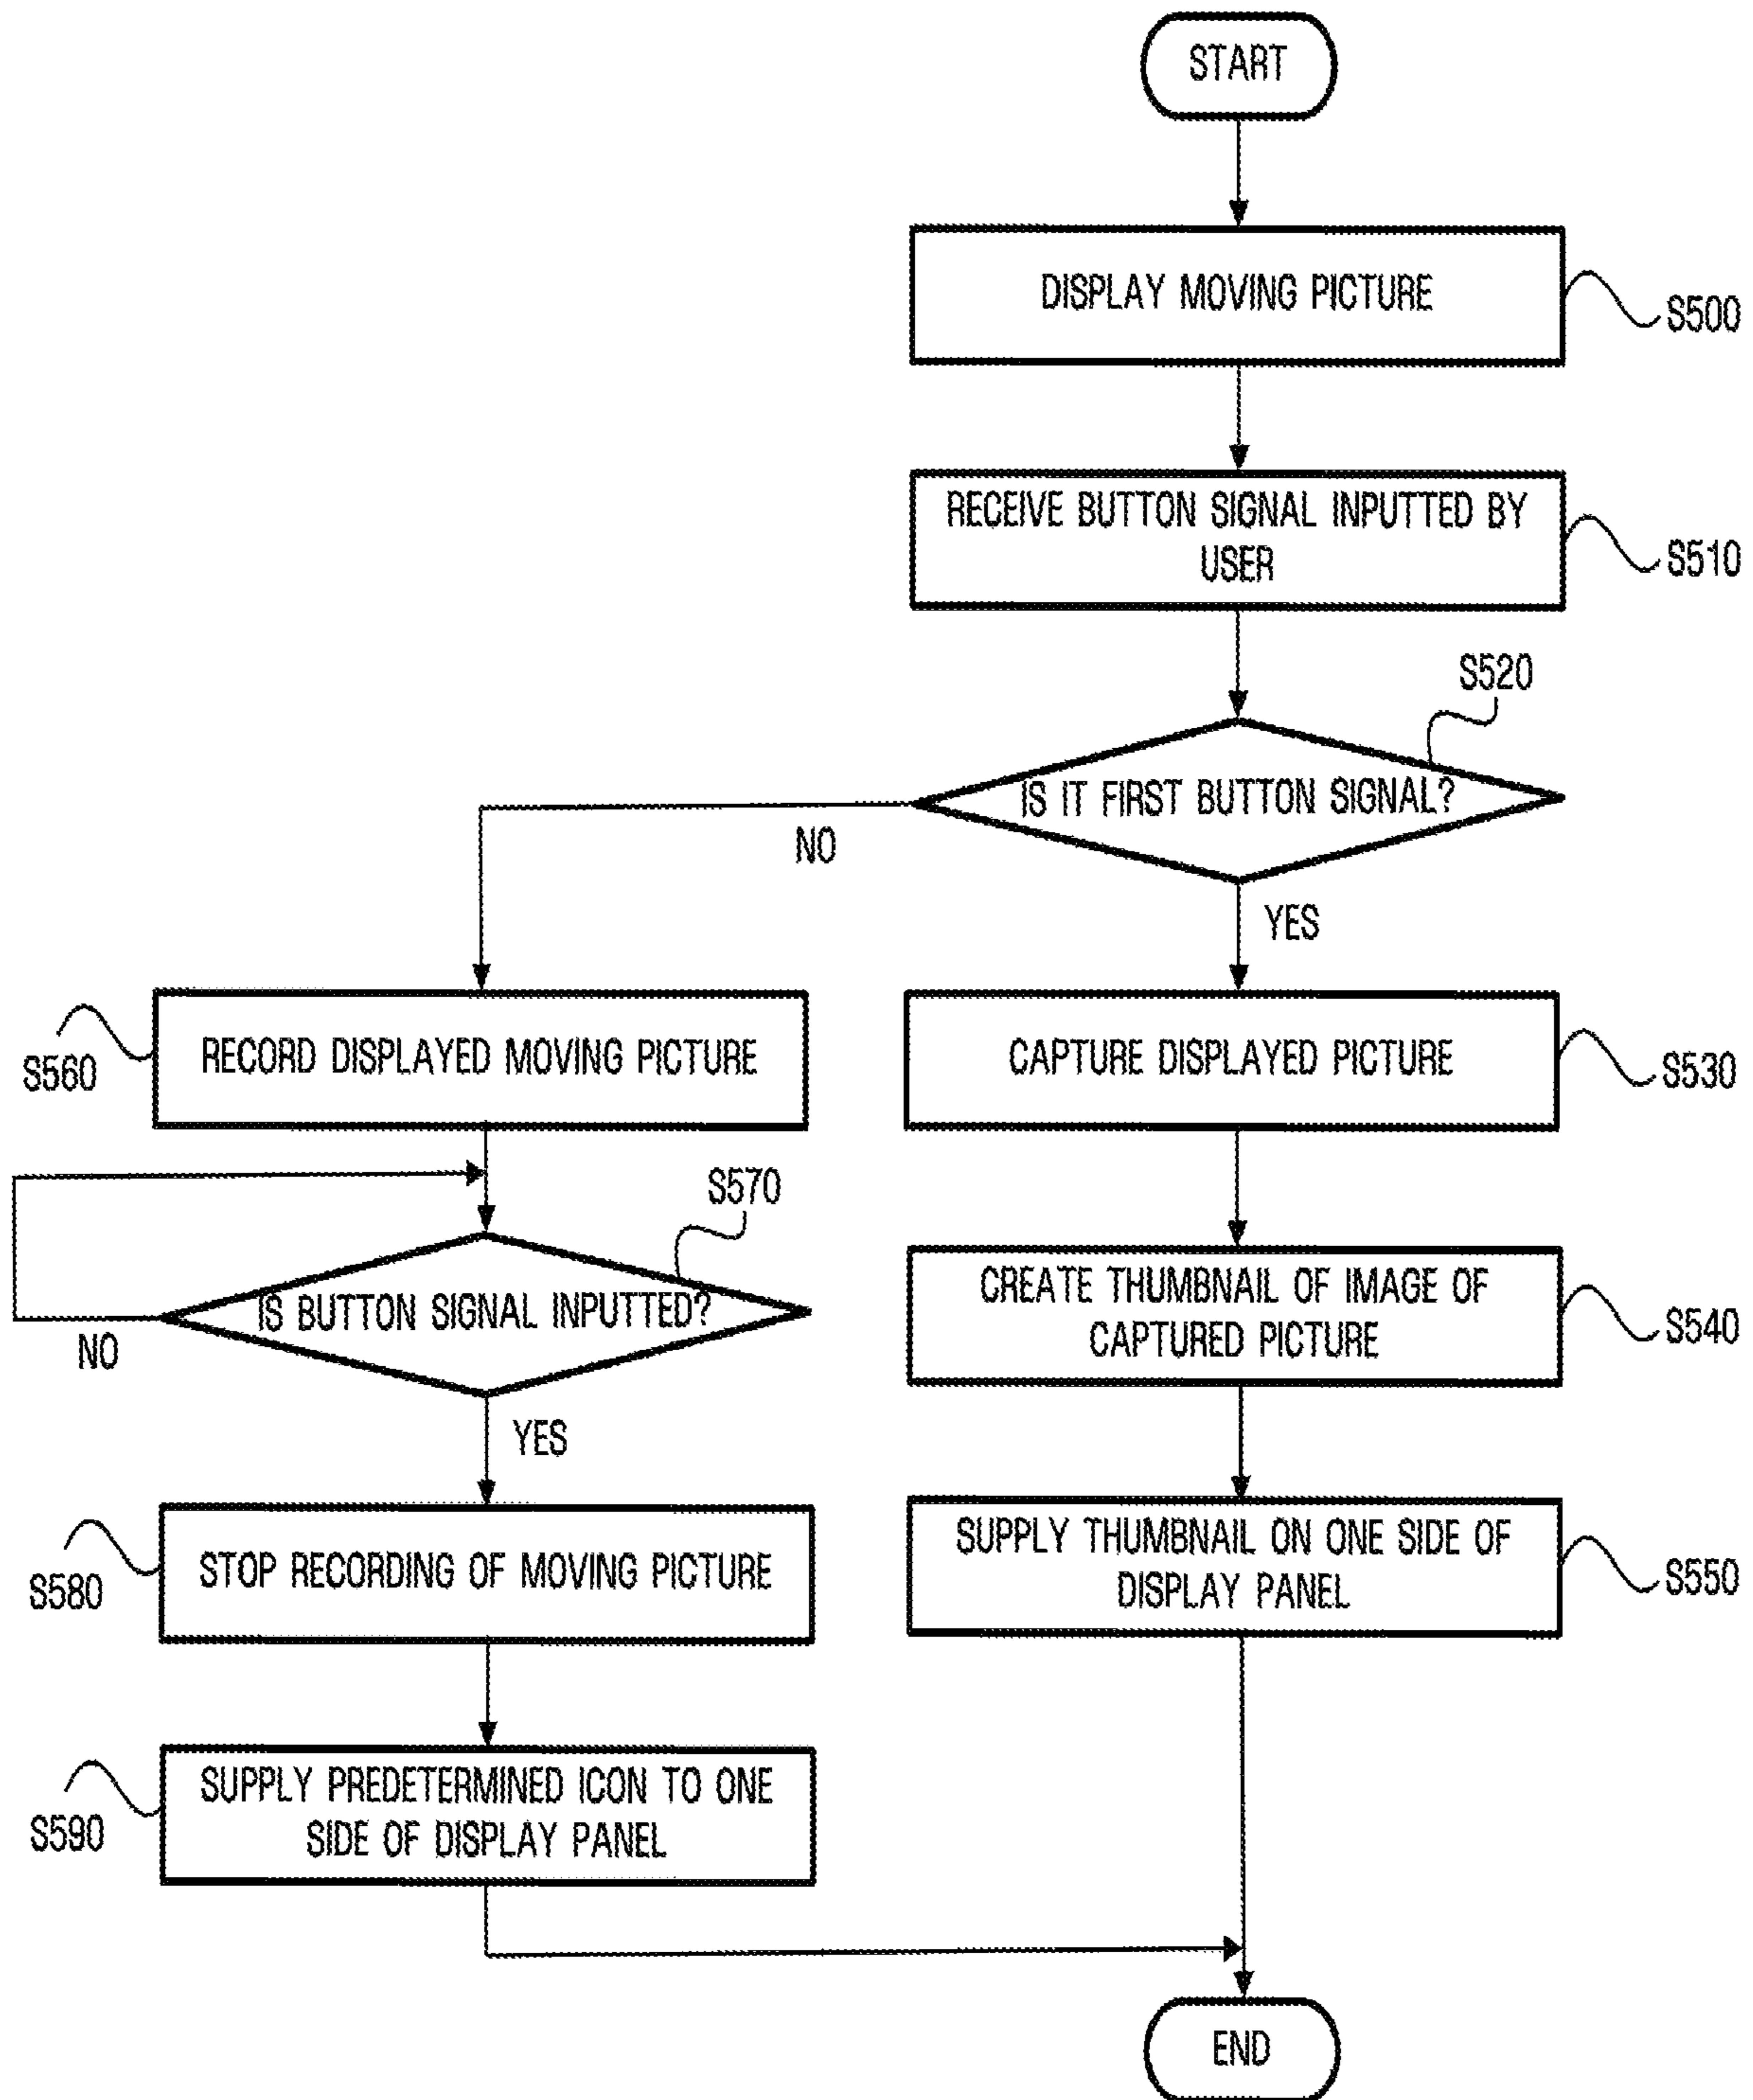 START
DISPLAY MOVING PICTURE
S500
RECEIVE BUTTON SIGNAL INPUTTED BY
USER
S510
S520
IS IT FIRST BUTTON SIGNAL?
NO
YES
RECORD DISPLAYED MOVING PICTURE
S560
CAPTURE DISPLAYED PICTURE
S530
S570
IS BUTTON SIGNAL INPUTTED?
NO
YES
CREATE THUMBNAIL OF IMAGE OF
CAPTURED PICTURE
S540
STOP RECORDING OF MOVING PICTURE
S580
SUPPLY THUMBNAIL ON ONE SIDE OF
DISPLAY PANEL
S550
SUPPLY PREDETERMINED ICON TO ONE
SIDE OF DISPLAY PANEL
S590
END